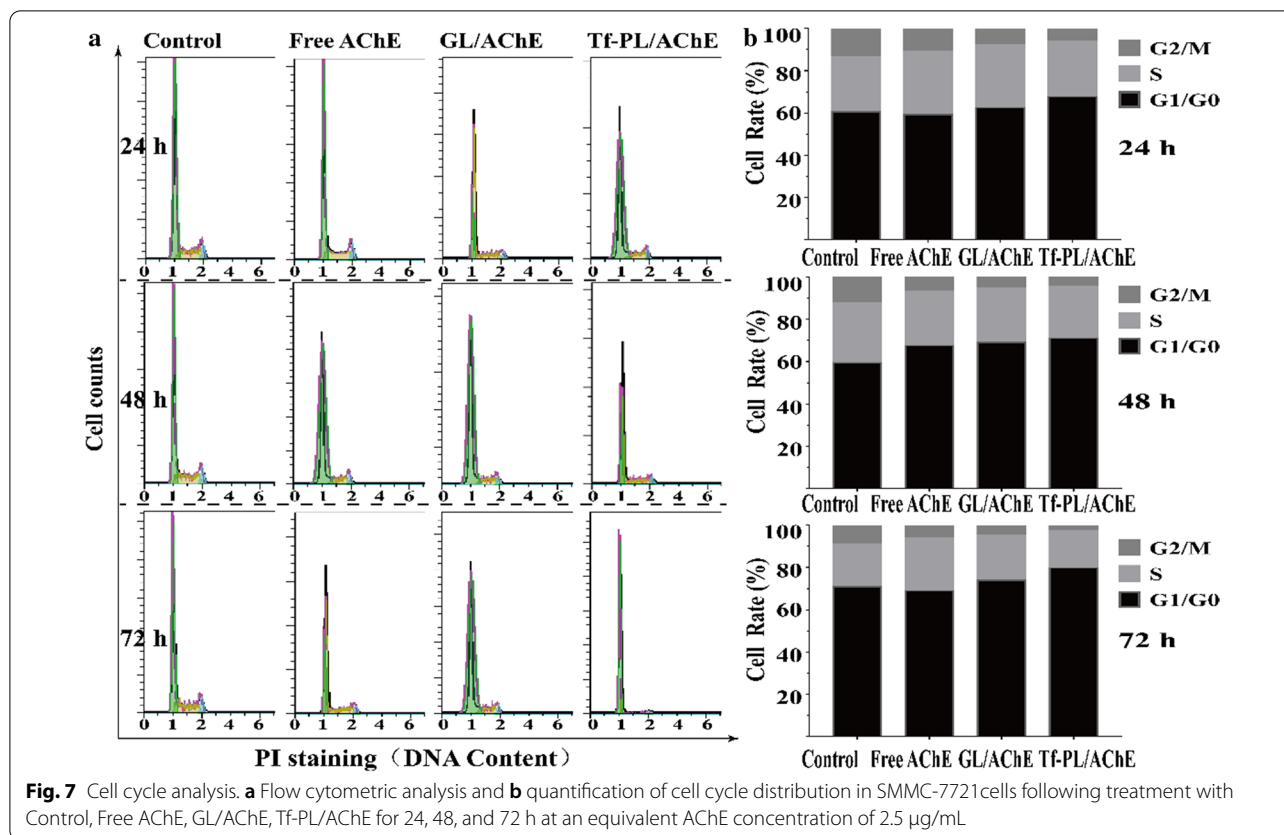 a
Control Free AChE GL/AChE Tf-PL/AChE
Cell counts
24 h
0 1 2 4 6 0 1 2 4 6 0 1 2 4 6 0 1 2 4 6
48 h
0 1 2 4 6 0 1 2 4 6 0 1 2 4 6 0 1 2 4 6
72 h
0 1 2 4 6 0 1 2 4 6 0 1 2 4 6 0 1 2 4 6
PI staining（DNA Content）
b
Cell Rate (%)
100
80
60
40
20
G2/M
S
G1/G0
24 h
Control Free AChE GL/AChE Tf-PL/AChE
Cell Rate (%)
100
80
60
40
20
G2/M
S
G1/G0
48 h
Control Free AChE GL/AChE Tf-PL/AChE
Cell Rate (%)
100
80
60
40
20
G2/M
S
G1/G0
72 h
Control Free AChE GL/AChE Tf-PL/AChE
Fig. 7 Cell cycle analysis. a Flow cytometric analysis and b quantification of cell cycle distribution in SMMC-7721cells following treatment with
Control, Free AChE, GL/AChE, Tf-PL/AChE for 24, 48, and 72 h at an equivalent AChE concentration of 2.5 µg/mL